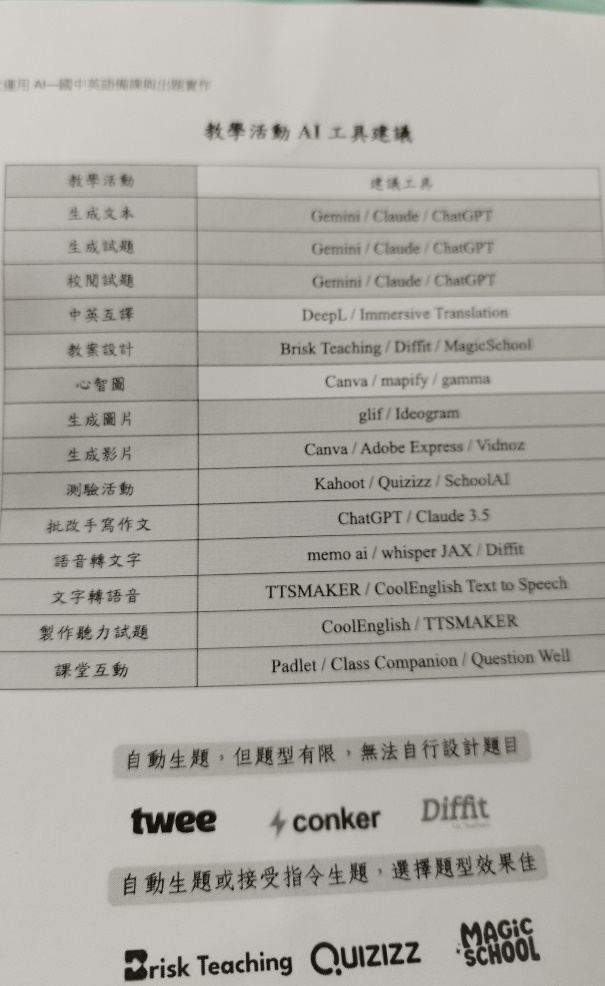 運用 AI—國中英語備課與出題實作
教學活動 AI 工具建議
教學活動 建議工具
生成文本 Gemini / Claude / ChatGPT
生成試題 Gemini / Claude / ChatGPT
校閱試題 Gemini / Claude / ChatGPT
中英互譯 DeepL / Immersive Translation
教案設計 Brisk Teaching / Diffit / MagicSchool
心智圖 Canva / mapify / gamma
生成圖片 glif / Ideogram
生成影片 Canva / Adobe Express / Vidnoz
測驗活動 Kahoot / Quizizz / SchoolAI
批改手寫作文 ChatGPT / Claude 3.5
語音轉文字 memo ai / whisper JAX / Diffit
文字轉語音 TTSMAKER / CoolEnglish Text to Speech
製作聽力試題 CoolEnglish / TTSMAKER
課堂互動 Padlet / Class Companion / Question Well
自動生題，但題型有限，無法自行設計題目
twee conker Diffit
自動生題或接受指令生題，選擇題型效果佳
Brisk Teaching QUIZIZZ MAGIC SCHOOL